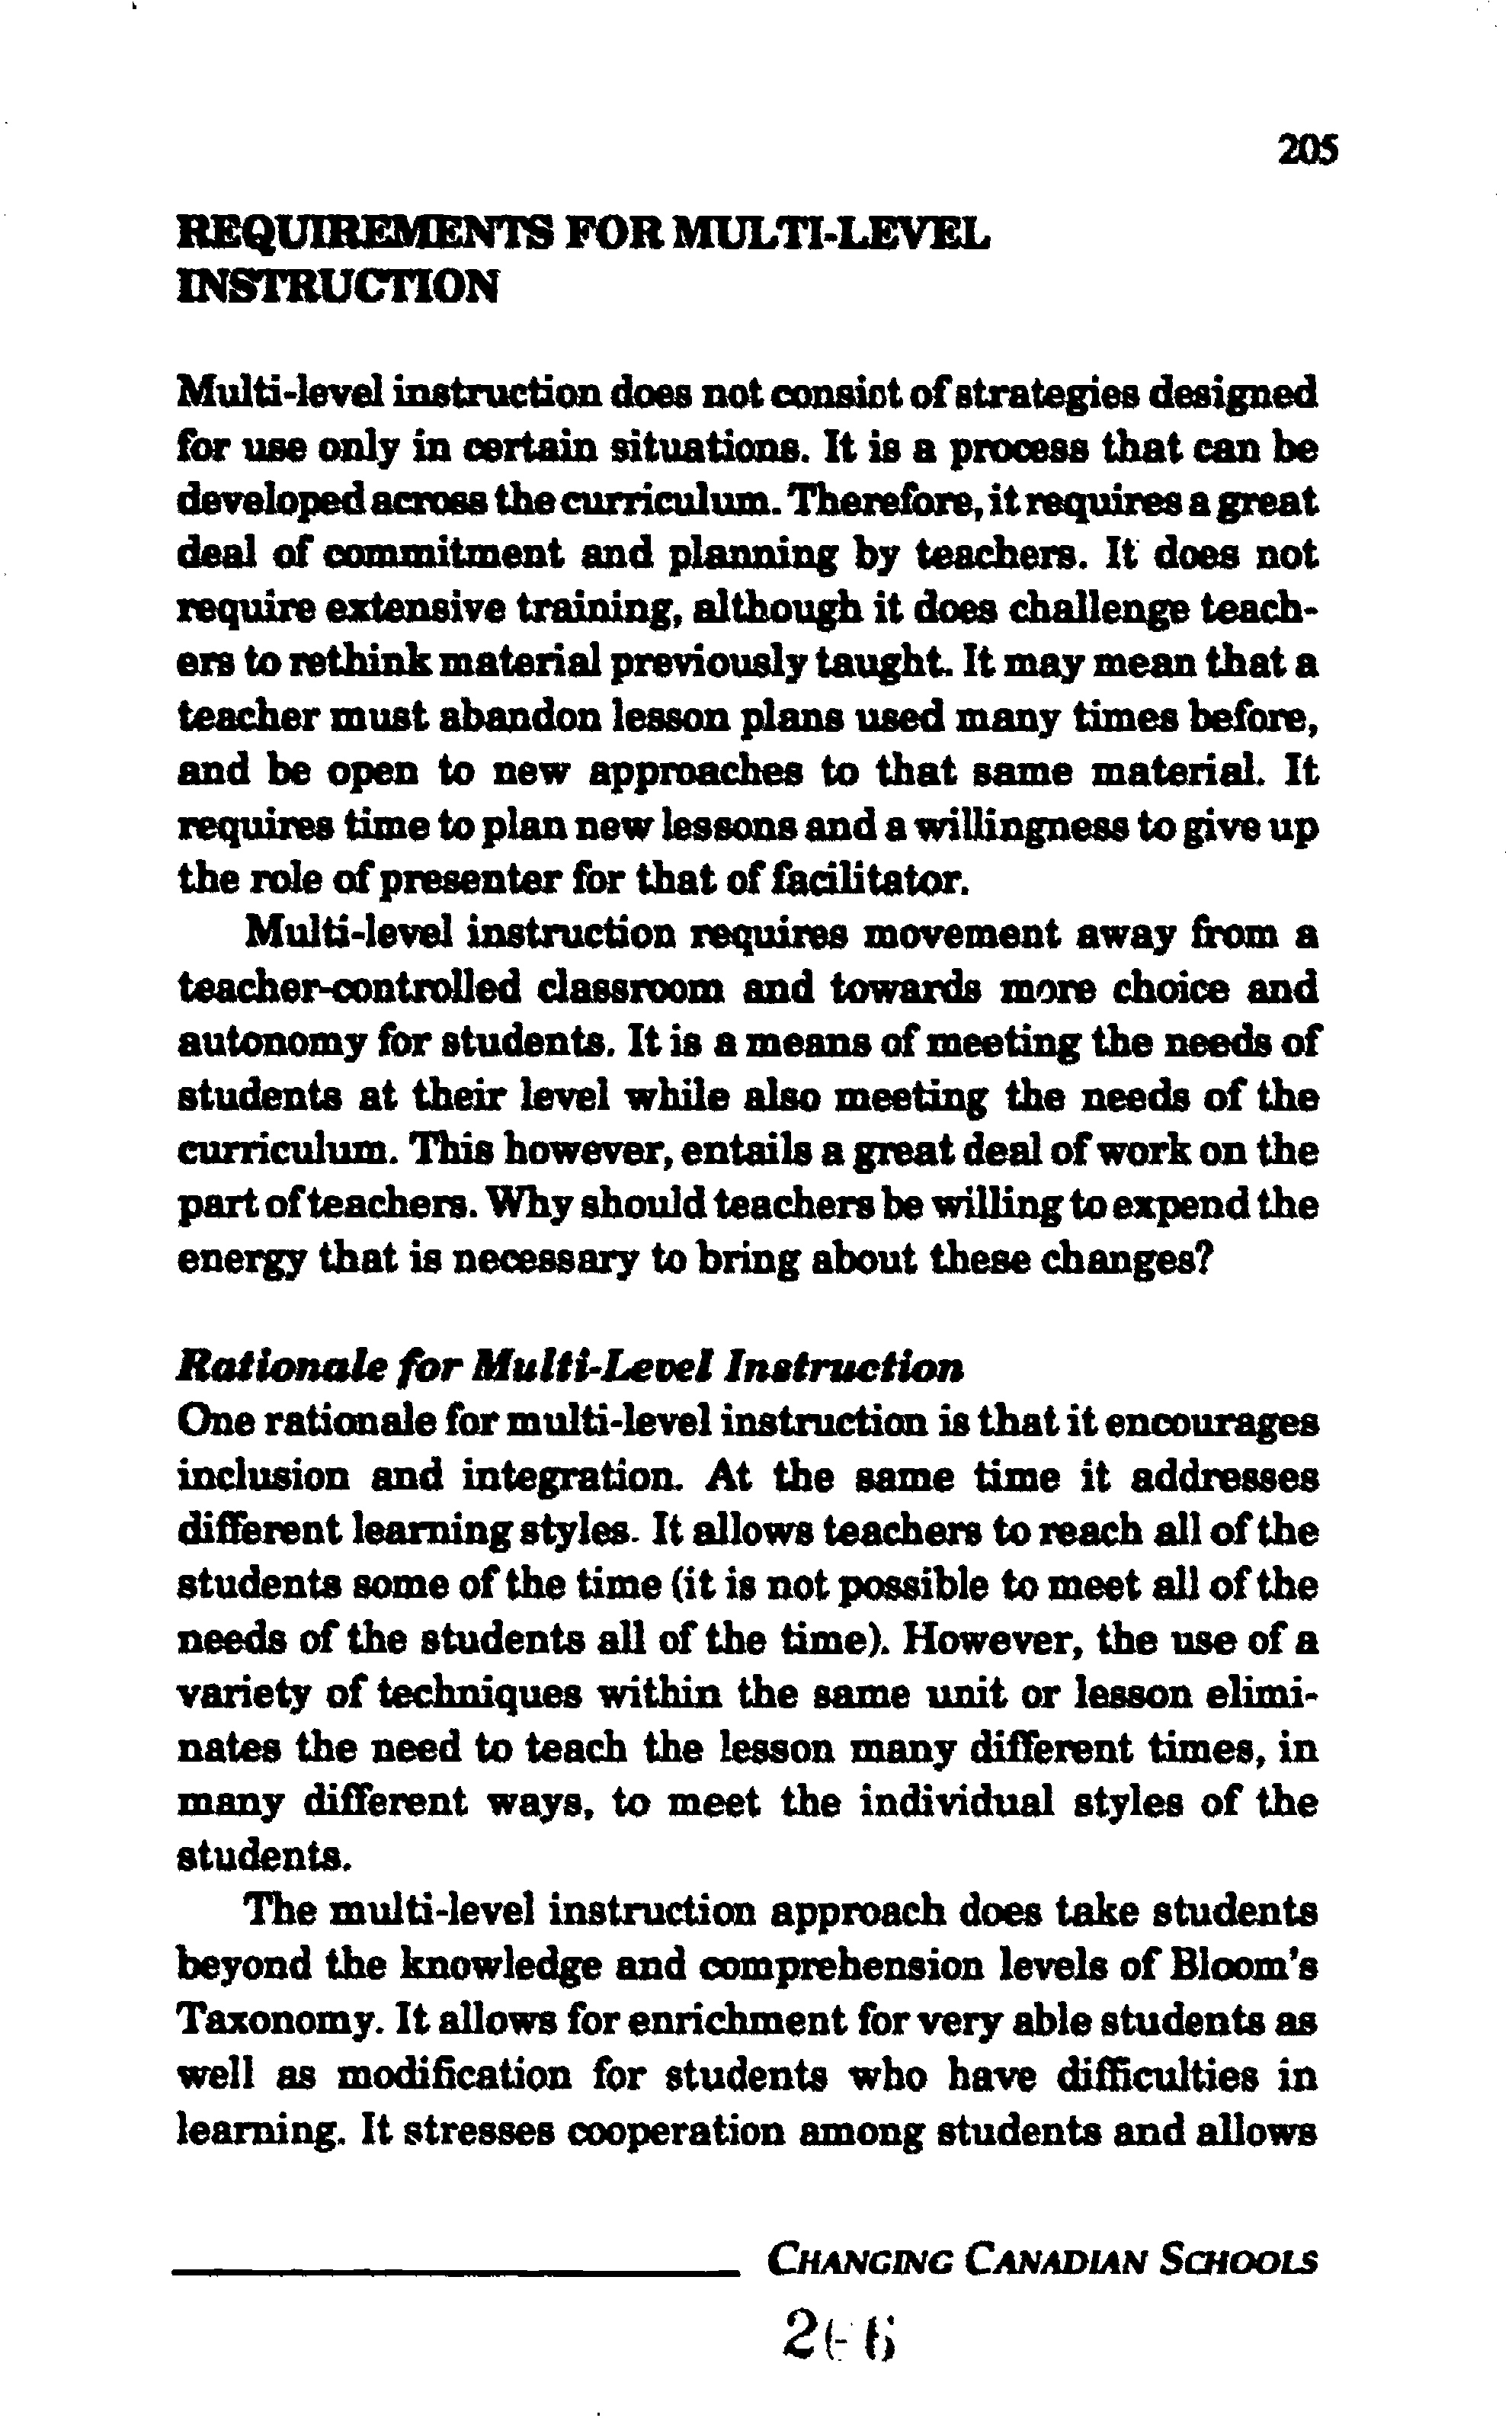 205
REQUIREMENTS FOR MULTI-LEVEL
INSTRUCTION
Multi-level instruction does not consist of strategies designed
for use only in certain situations. It is a process that can be
developed across the curriculum. Therefore, it requires a great
deal of commitment and planning by teachers. It does not
require extensive training, although it does challenge teach-
ers to rethink material previously taught. It may mean that a
teacher must abandon lesson plans used many times before,
and be open to new approaches to that same material. It
requires time to plan new lessons and a willingness to give up
the role of presenter for that of facilitator.
Multi-level instruction requires movement away from a
teacher-controlled classroom and towards more choice and
autonomy for students. It is a means of meeting the needs of
students at their level while also meeting the needs of the
curriculum. This however, entails a great deal of work on the
part of teachers. Why should teachers be willing to expend the
energy that is necessary to bring about these changes?
Rationale for Multi-Level Instruction
One rationale for multi-level instruction is that it encourages
inclusion and integration. At the same time it addresses
different learning styles. It allows teachers to reach all of the
students some of the time (it is not possible to meet all of the
needs of the students all of the time). However, the use of a
variety of techniques within the same unit or lesson elimi-
nates the need to teach the lesson many different times, in
many different ways, to meet the individual styles of the
students.
The multi-level instruction approach does take students
beyond the knowledge and comprehension levels of Bloom's
Taxonomy. It allows for enrichment for very able students as
well as modification for students who have difficulties in
learning. It stresses cooperation among students and allows
CHANGING CANADIAN SCHOOLS